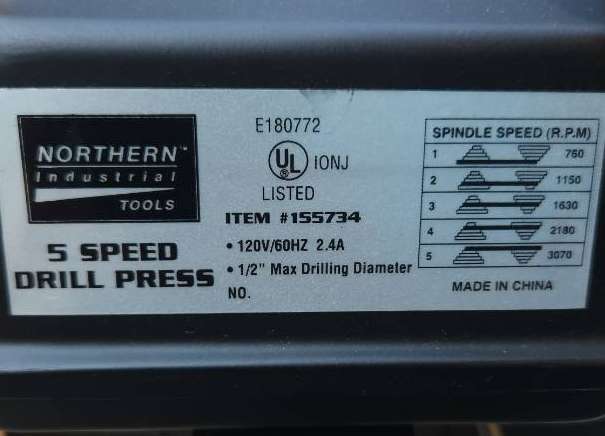 NORTHERN™
Industrial
TOOLS
5 SPEED
DRILL PRESS
E180772
UL® IONJ
LISTED
ITEM #155734
• 120V/60HZ 2.4A
• 1/2" Max Drilling Diameter
NO.
SPINDLE SPEED (R.P.M)
1 760
2 1150
3 1630
4 2180
5 3070
MADE IN CHINA